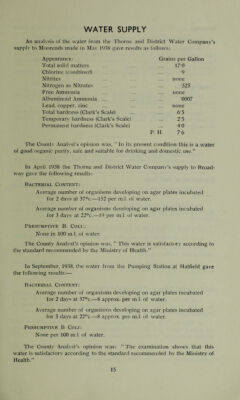 WATER SUPPLY
An analysis of the water from the Thorne and District Water Company's
supply to Moorends made in May 1938 gave results as follows:
Appearance: Grains per Gallon
Total solid matters ... ... 17·0
Chlorine (combined) ... ... ·9
Nitrites ... ... none
Nitrogen as Nitrates ... ... ·325
Free Ammonia ... ... none
Albuminoid Ammonia ... ... ·0007
Lead, copper, zinc ... ... none
Total hardness (Clark's Scale) ... 6·5
Temporary hardness (Clark's Scale) ... 2·5
Permanent hardness (Clark's Scale) ... 4·0
P. H. 7·6
The County Analyst's opinion was, "In its present condition this is a water
of good organic purity, safe and suitable for drinking and domestic use."
In April 1938 the Thorne and District Water Company's supply to Broad-
way gave the following results:
BACTERIAL CONTENT:
Average number of organisms developing on agar plates incubated
for 2 days at 37°c.—152 per m.l. of water.
Average number of organisms developing on agar plates incubated
for 3 days at 22°c.—14 per m.l. of water.
PRESUMPTIVE B. COLI:
None in 100 m.l. of water.
The County Analyst's opinion was, "This water is satisfactory according to
the standard recommended by the Ministry of Health."
In September, 1938, the water from the Pumping Station at Hatfield gave
the following results:—
BACTERIAL CONTENT:
Average number of organisms developing on agar plates incubated
for 2 days at 37°c.—8 approx. per m.l. of water.
Average number of organisms developing on agar plates incubated
for 3 days at 22°c.—8 approx. per m.l. of water.
PRESUMPTIVE B. COLI:
None per 100 m.l. of water.
The County Analyst's opinion was: "The examination shows that this
water is satisfactory according to the standard recommended by the Ministry of
Health."
15